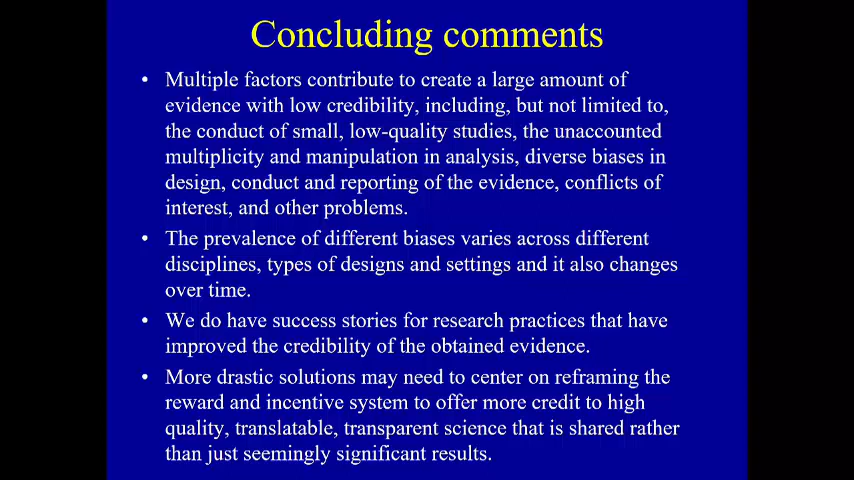 Concluding comments
• Multiple factors contribute to create a large amount of
evidence with low credibility, including, but not limited to,
the conduct of small, low-quality studies, the unaccounted
multiplicity and manipulation in analysis, diverse biases in
design, conduct and reporting of the evidence, conflicts of
interest, and other problems.
• The prevalence of different biases varies across different
disciplines, types of designs and settings and it also changes
over time.
• We do have success stories for research practices that have
improved the credibility of the obtained evidence.
• More drastic solutions may need to center on reframing the
reward and incentive system to offer more credit to high
quality, translatable, transparent science that is shared rather
than just seemingly significant results.